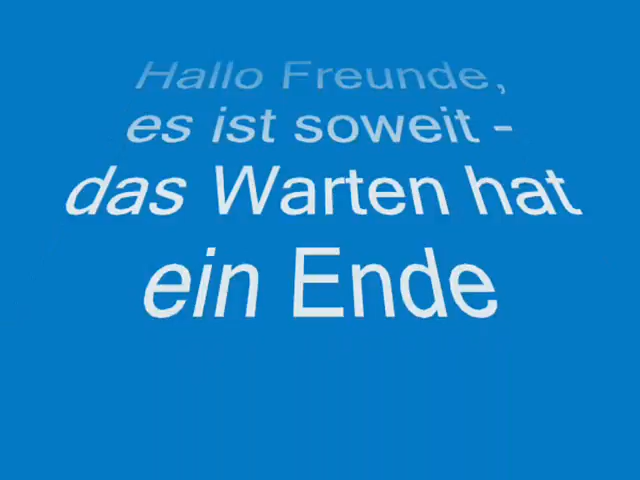 Hallo Freunde,
es ist soweit -
das Warten hat
ein Ende